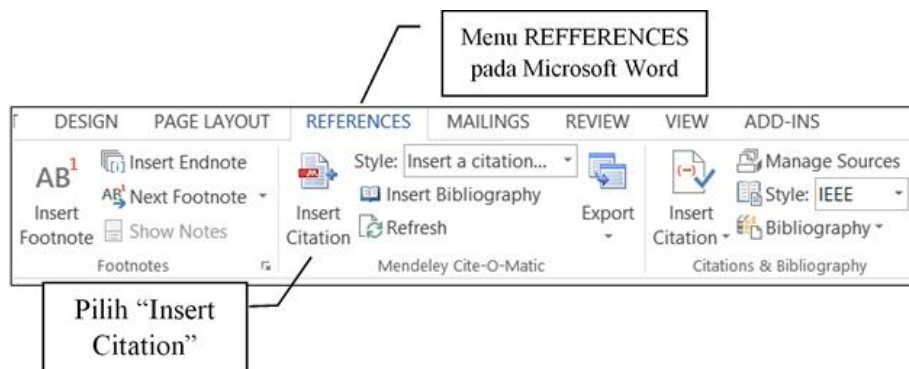 Menu REFFERENCES
pada Microsoft Word
DESIGN PAGE LAYOUT REFERENCES MAILINGS REVIEW VIEW ADD-INS
AB1
Insert
Footnote
Insert Endnote
AB1 Next Footnote
Show Notes
Footnotes
Insert
Citation
Style: Insert a citation...
Insert Bibliography
Refresh
Export
Mendeley Cite-O-Matic
Insert
Citation
Manage Sources
Style: IEEE
Bibliography
Citations & Bibliography
Pilih “Insert
Citation”